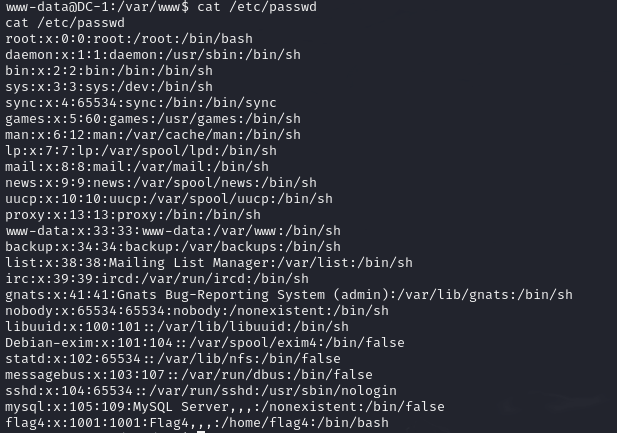 www-data@DC-1:/var/www$ cat /etc/passwd
cat /etc/passwd
root:x:0:0:root:/root:/bin/bash
daemon:x:1:1:daemon:/usr/sbin:/bin/sh
bin:x:2:2:bin:/bin:/bin/sh
sys:x:3:3:sys:/dev:/bin/sh
sync:x:4:65534:sync:/bin:/bin/sync
games:x:5:60:games:/usr/games:/bin/sh
man:x:6:12:man:/var/cache/man:/bin/sh
lp:x:7:7:lp:/var/spool/lpd:/bin/sh
mail:x:8:8:mail:/var/mail:/bin/sh
news:x:9:9:news:/var/spool/news:/bin/sh
uucp:x:10:10:uucp:/var/spool/uucp:/bin/sh
proxy:x:13:13:proxy:/bin:/bin/sh
www-data:x:33:33:www-data:/var/www:/bin/sh
backup:x:34:34:backup:/var/backups:/bin/sh
list:x:38:38:Mailing List Manager:/var/list:/bin/sh
irc:x:39:39:ircd:/var/run/ircd:/bin/sh
gnats:x:41:41:Gnats Bug-Reporting System (admin):/var/lib/gnats:/bin/sh
nobody:x:65534:65534:nobody:/nonexistent:/bin/sh
libuuid:x:100:101::/var/lib/libuuid:/bin/sh
Debian-exim:x:101:104::/var/spool/exim4:/bin/false
statd:x:102:65534::/var/lib/nfs:/bin/false
messagebus:x:103:107::/var/run/dbus:/bin/false
sshd:x:104:65534::/var/run/sshd:/usr/sbin/nologin
mysql:x:105:109:MySQL Server,,,:/nonexistent:/bin/false
flag4:x:1001:1001:Flag4,,,:/home/flag4:/bin/bash